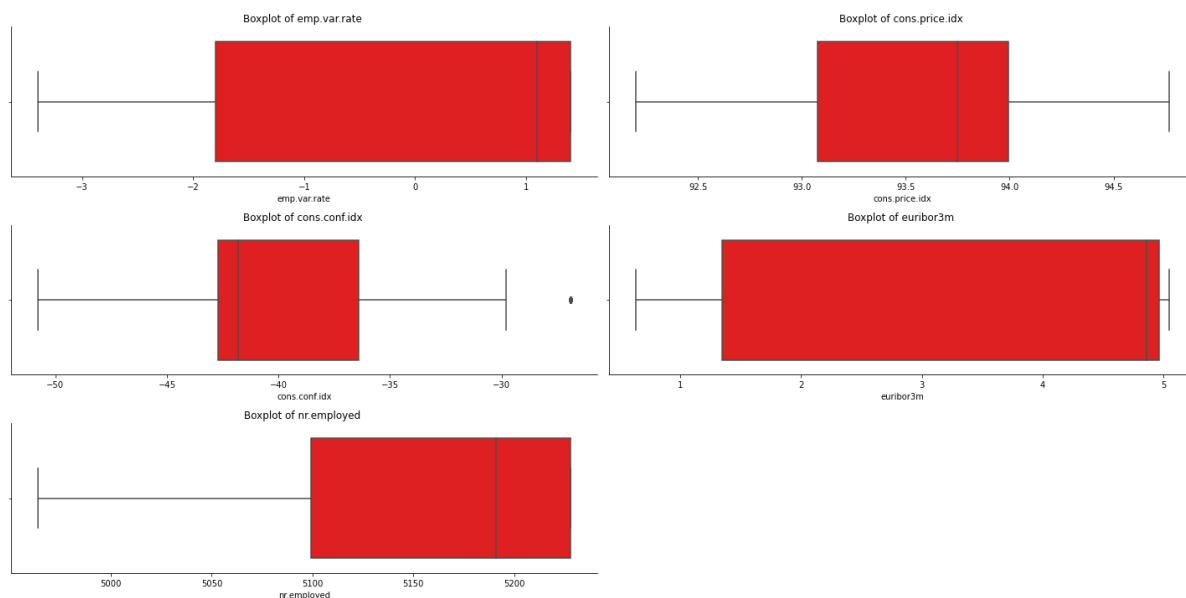 Boxplot of emp.var.rate
−3 −2 −1 0 1
emp.var.rate
Boxplot of cons.price.idx
92.5 93.0 93.5 94.0 94.5
cons.price.idx
Boxplot of cons.conf.idx
−50 −45 −40 −35 −30
cons.conf.idx
Boxplot of euribor3m
1 2 3 4 5
euribor3m
Boxplot of nr.employed
5000 5050 5100 5150 5200
nr.employed